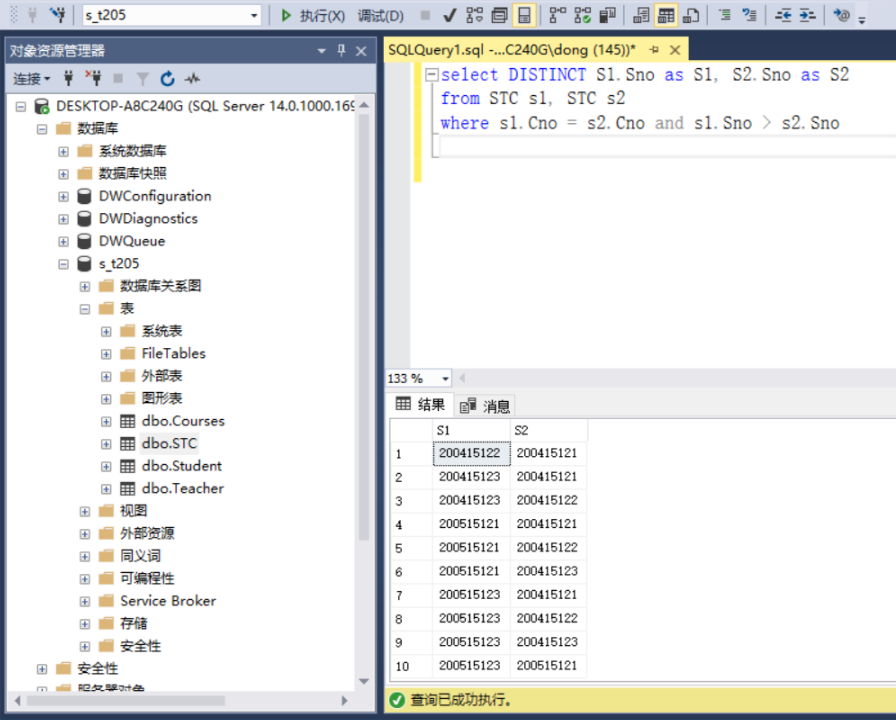 s_t205
执行(X) 调试(D)
对象资源管理器
连接
DESKTOP-A8C240G (SQL Server 14.0.1000.169
数据库
系统数据库
数据库快照
DWConfiguration
DWDiagnostics
DWQueue
s_t205
数据库关系图
表
系统表
FileTables
外部表
图形表
dbo.Courses
dbo.STC
dbo.Student
dbo.Teacher
视图
外部资源
同义词
可编程性
Service Broker
存储
安全性
安全性
服务器对象
SQLQuery1.sql -...C240G\dong (145))*
select DISTINCT S1.Sno as S1, S2.Sno as S2
from STC s1, STC s2
where s1.Cno = s2.Cno and s1.Sno > s2.Sno
133 %
结果 消息
S1 S2
1 200415122 200415121
2 200415123 200415121
3 200415123 200415122
4 200515121 200415121
5 200515121 200415122
6 200515121 200415123
7 200515123 200415121
8 200515123 200415122
9 200515123 200415123
10 200515123 200515121
查询已成功执行。